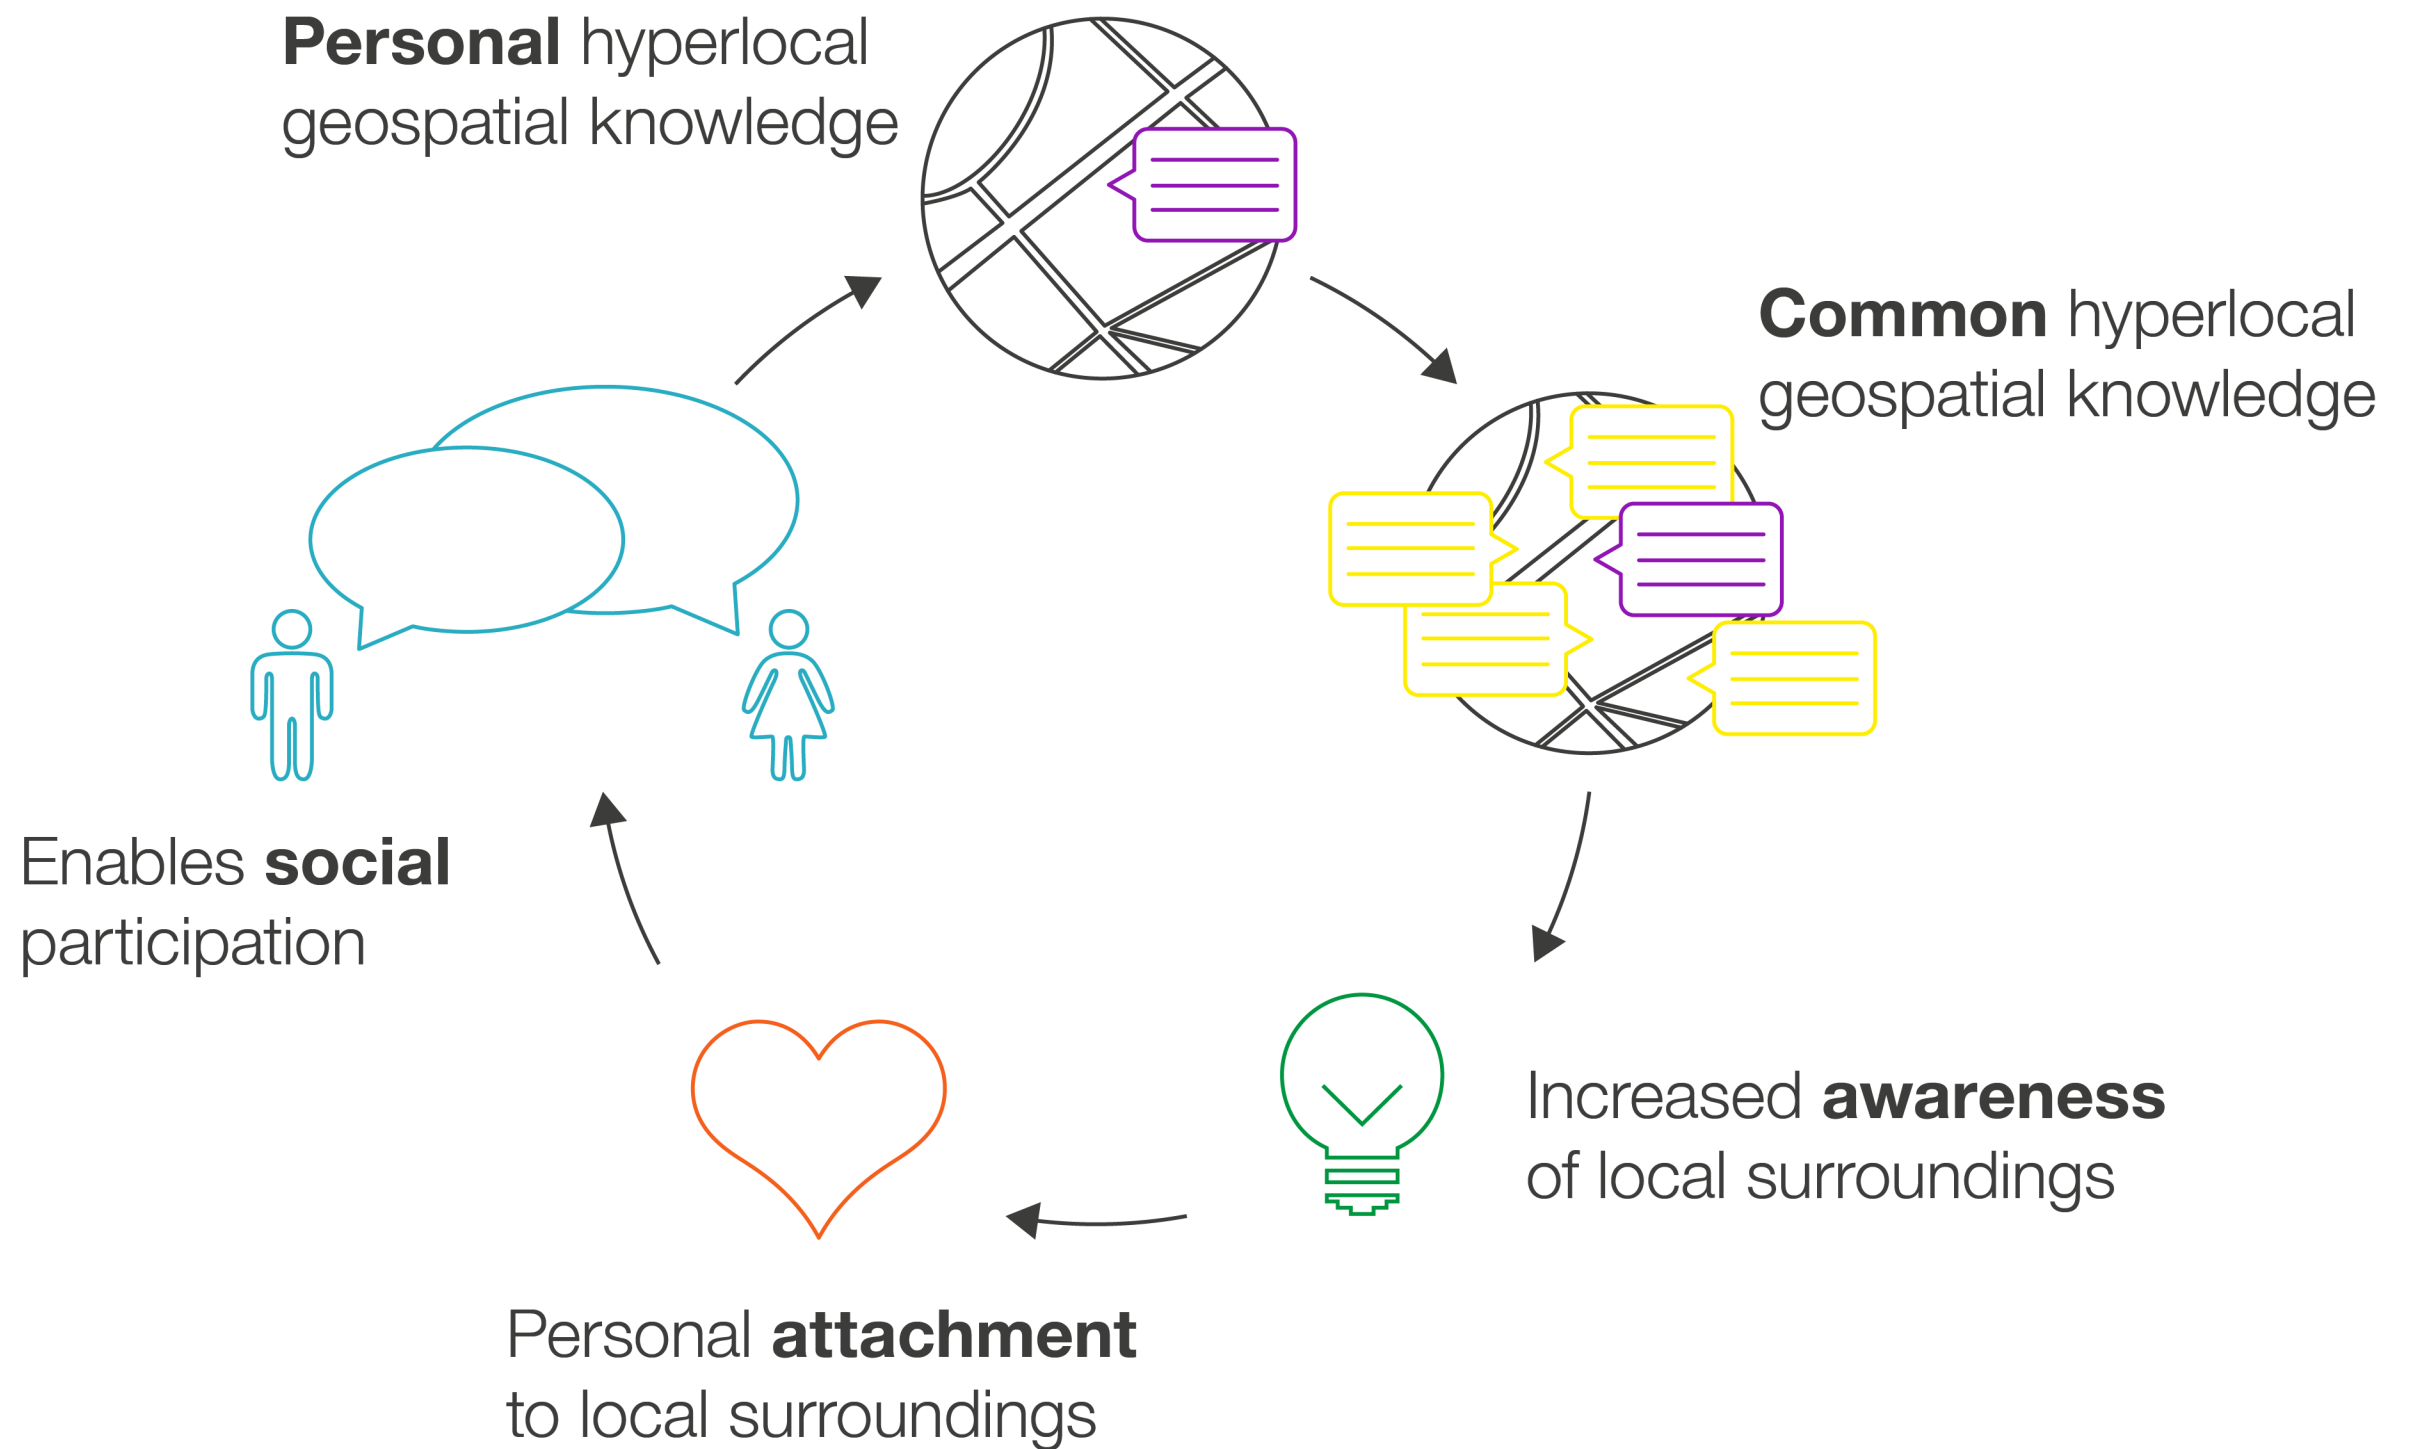 Personal hyperlocal
geospatial knowledge
Common hyperlocal
geospatial knowledge
Increased awareness
of local surroundings
Personal attachment
to local surroundings
Enables social
participation